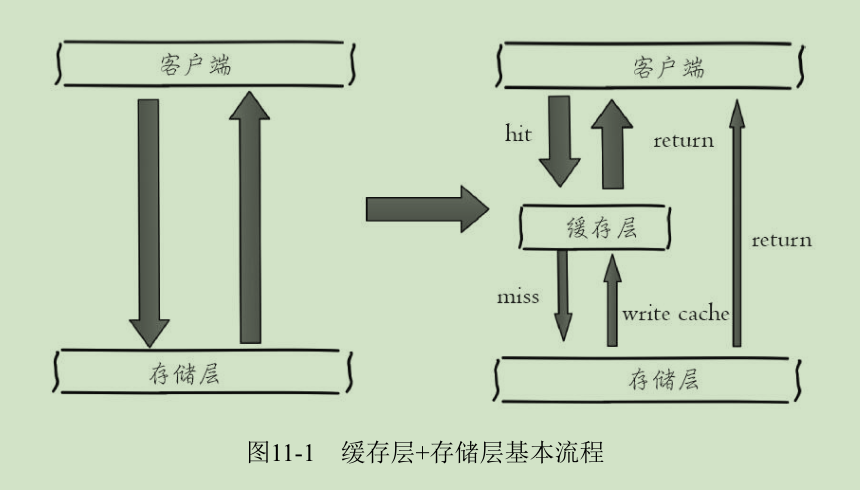 客户端
存储层
客户端
hit
return
缓存层
return
miss
write cache
存储层
图11-1 缓存层+存储层基本流程